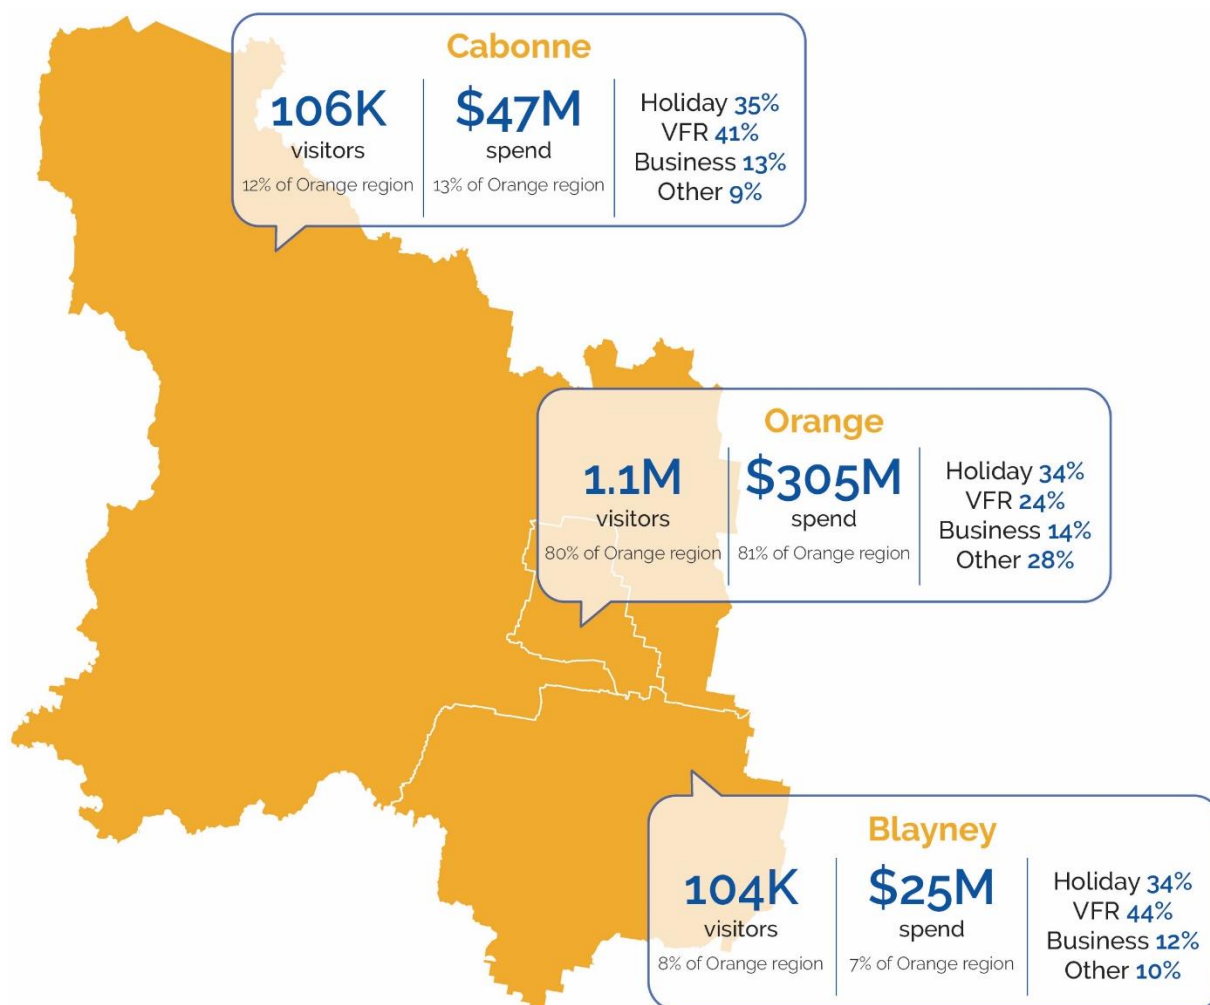 Cabonne
106K
visitors
12% of Orange region
$47M
spend
13% of Orange region
Holiday 35%
VFR 41%
Business 13%
Other 9%
Orange
1.1M
visitors
80% of Orange region
$305M
spend
81% of Orange region
Holiday 34%
VFR 24%
Business 14%
Other 28%
Blayney
104K
visitors
8% of Orange region
$25M
spend
7% of Orange region
Holiday 34%
VFR 44%
Business 12%
Other 10%